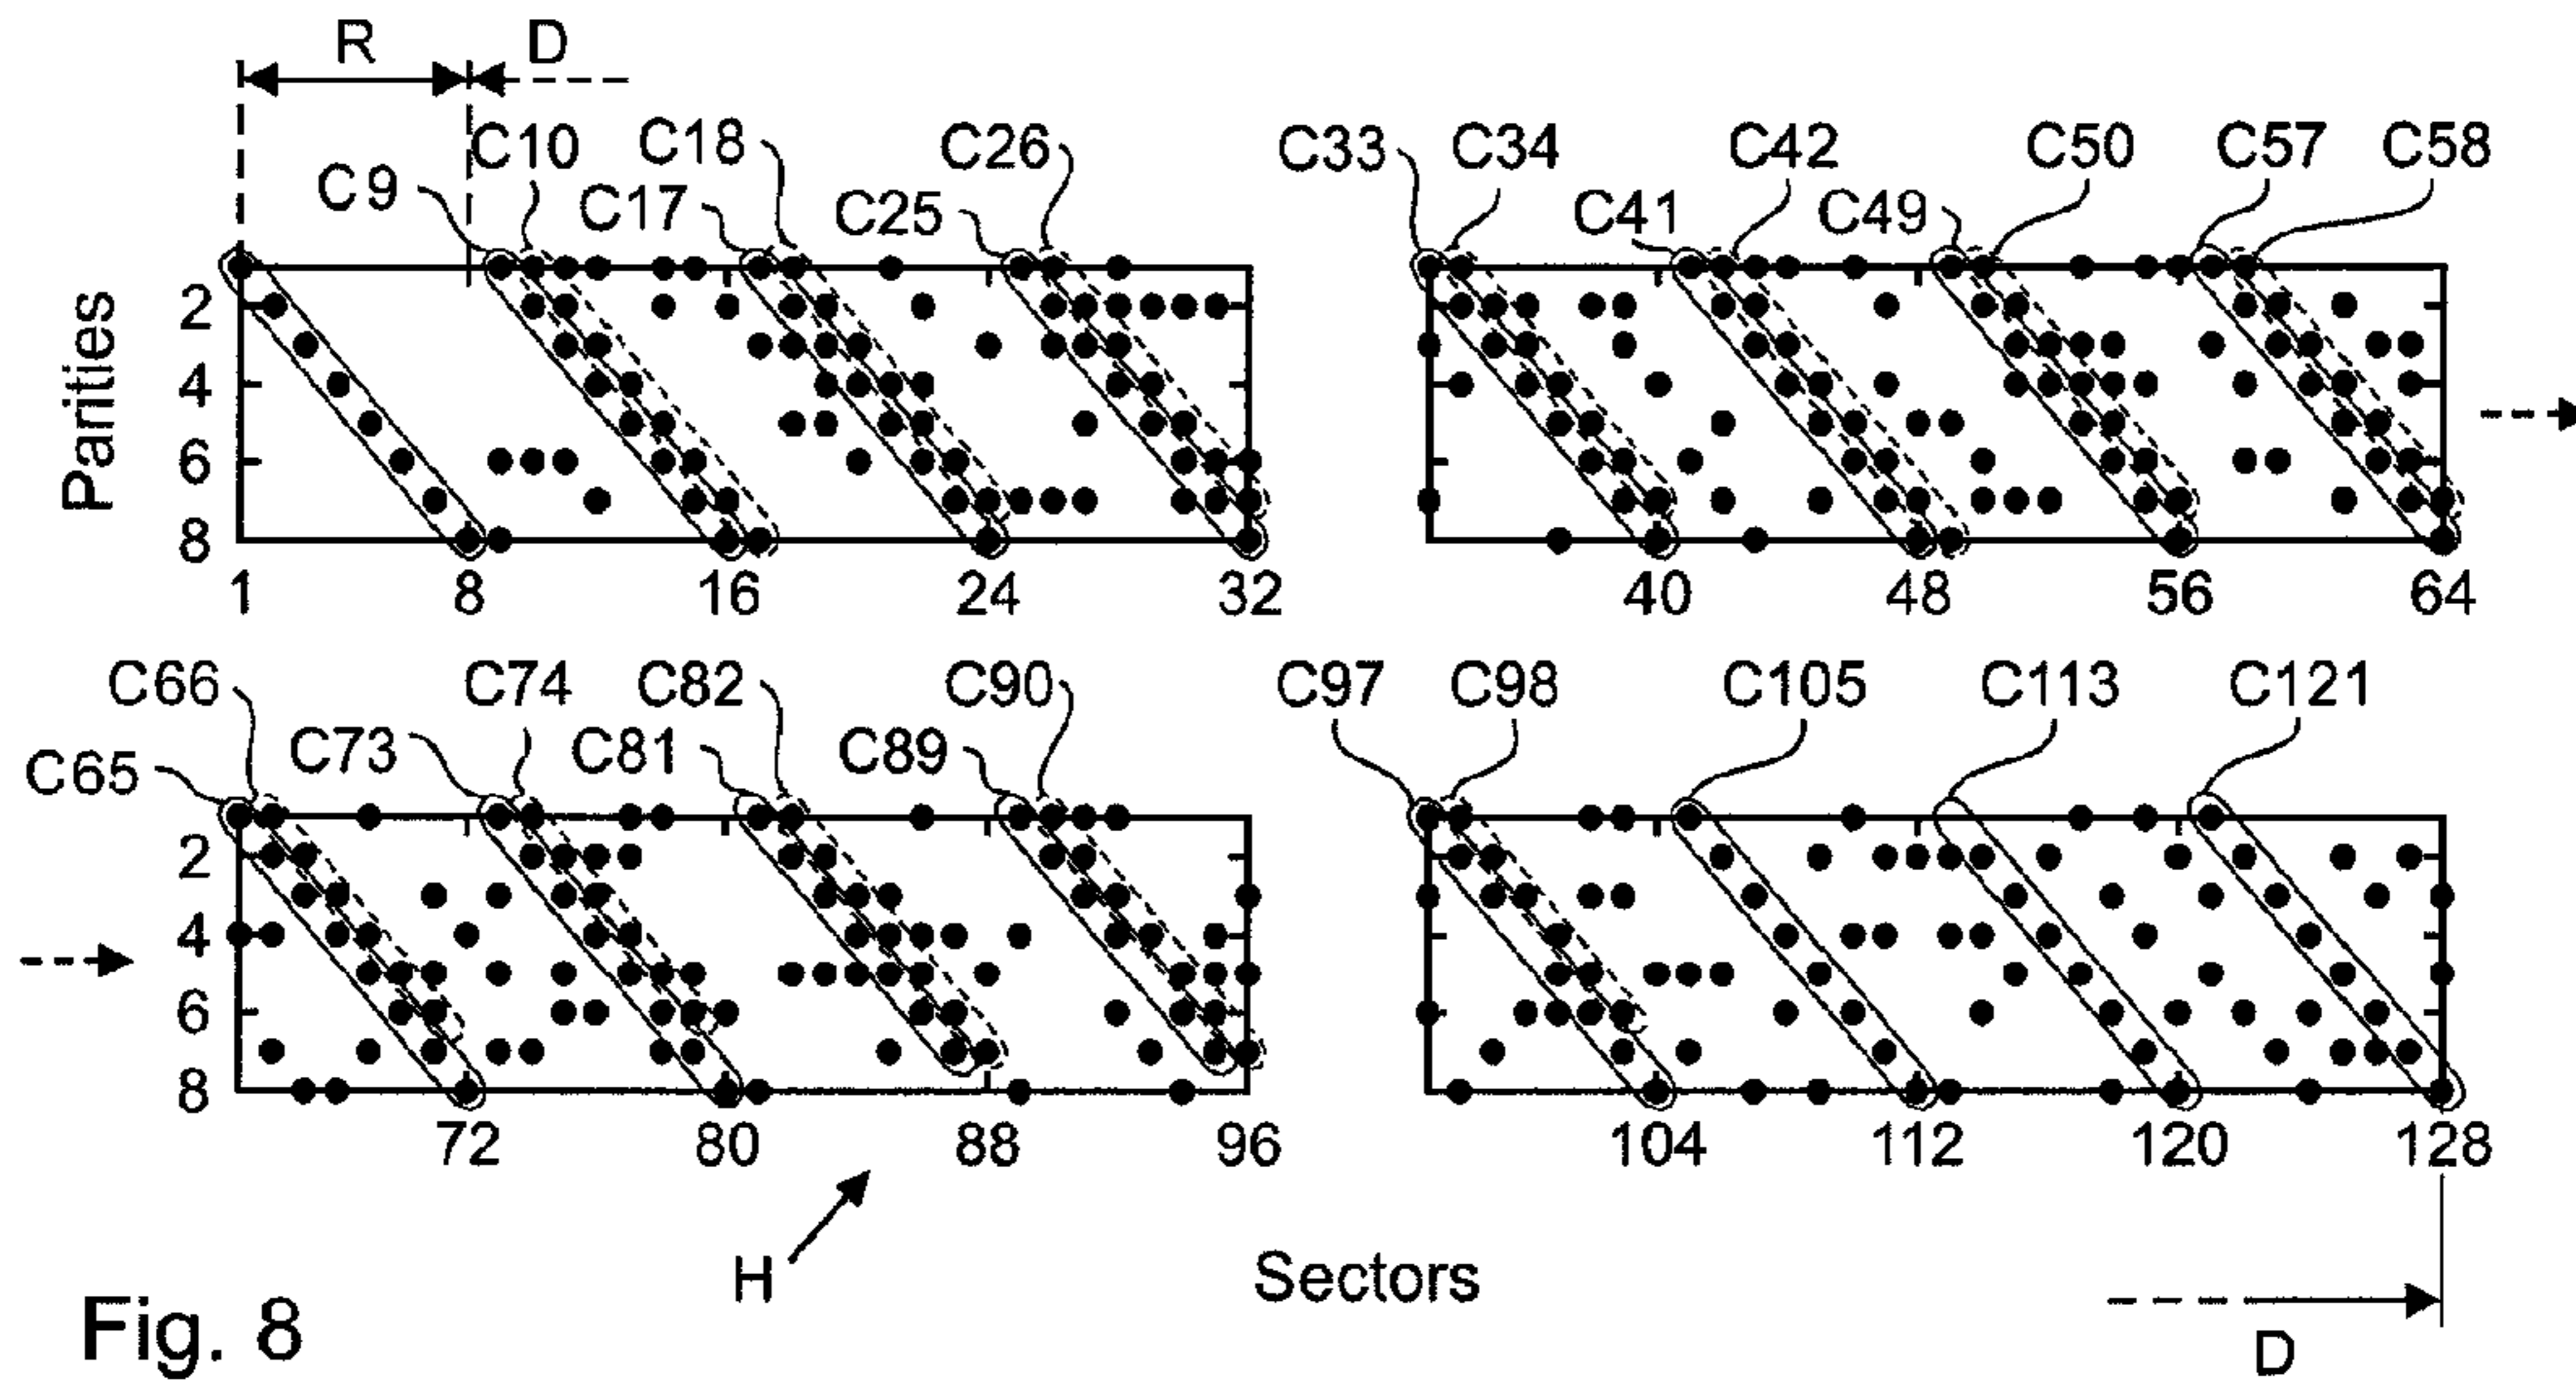 R D
C10 C18 C26 C33 C34 C42 C50 C57 C58
C9 C17 C25 C41 C49
Parities
2
4
6
8
1 8 16 24 32 40 48 56 64
C66 C74 C82 C90 C97 C98 C105 C113 C121
C65 C73 C81 C89
2
4
6
8
72 80 88 96 104 112 120 128
H Sectors
Fig. 8 D